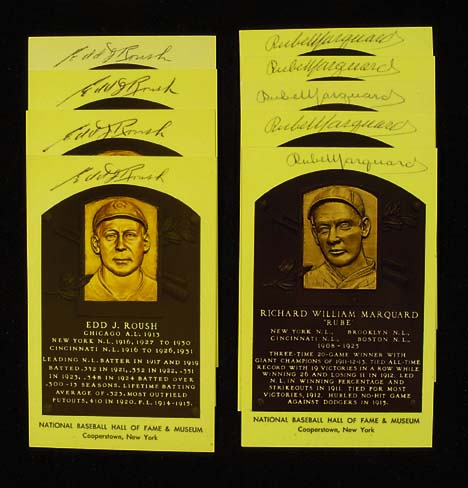 Edd J Roush
Edd J Roush
Edd J Roush
Edd J Roush
EDD J. ROUSH
CHICAGO A.L. 1913
NEW YORK N.L. 1916, 1927 TO 1930
CINCINNATI N.L. 1916 TO 1926, 1931
LEADING N.L. BATTER IN 1917 AND 1919
BATTED .352 IN 1921, .352 IN 1922, .351
IN 1923, .348 IN 1924 BATTED OVER
.300-13 SEASONS. LIFETIME BATTING
AVERAGE OF .323. MOST OUTFIELD
PUTOUTS, 410 IN 1920. F.L. 1914-1915.
NATIONAL BASEBALL HALL OF FAME & MUSEUM
Cooperstown, New York
Rube Marquard
Rube Marquard
Rube Marquard
Rube Marquard
Rube Marquard
RICHARD WILLIAM MARQUARD
"RUBE"
NEW YORK N.L., BROOKLYN N.L.,
CINCINNATI N.L., BOSTON N.L.
1908-1925
THREE-TIME 20-GAME WINNER WITH
GIANT CHAMPIONS OF 1911-12-13. TIED ALL-TIME
RECORD WITH 19 VICTORIES IN A ROW WHILE
WINNING 26 AND LOSING 11 IN 1912. LED
N.L. IN WINNING PERCENTAGE AND
STRIKEOUTS IN 1911. TIED FOR MOST
VICTORIES, 1912. HURLED NO-HIT GAME
AGAINST DODGERS IN 1915.
NATIONAL BASEBALL HALL OF FAME & MUSEUM
Cooperstown, New York